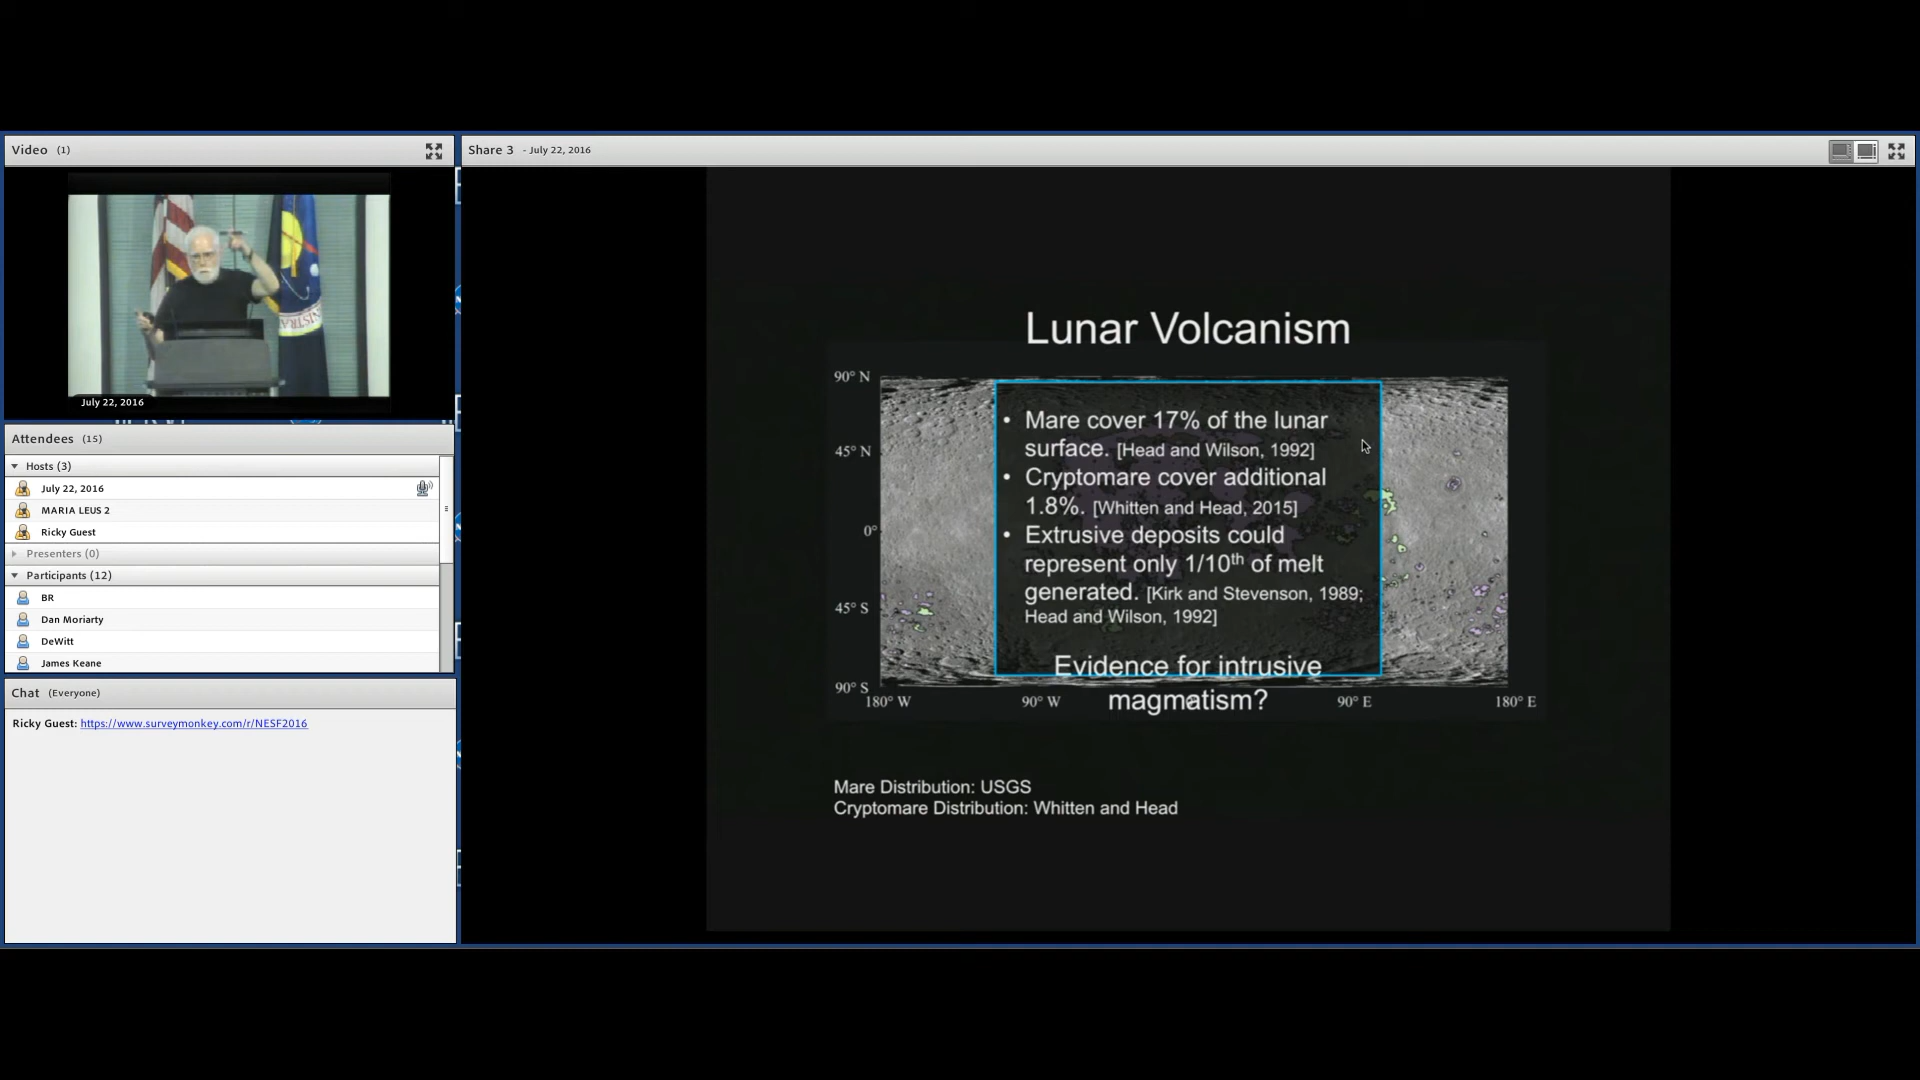 Video (1)
July 22, 2016
Attendees (15)
Hosts (3)
July 22, 2016
MARIA LEUS 2
Ricky Guest
Presenters (0)
Participants (12)
BR
Dan Moriarty
DeWitt
James Keane
Chat (Everyone)
Ricky Guest: https://www.surveymonkey.com/r/NESF2016
Share 3 - July 22, 2016
Lunar Volcanism
90° N
45° N
0°
45° S
90° S
• Mare cover 17% of the lunar
surface. [Head and Wilson, 1992]
• Cryptomare cover additional
1.8%. [Whitten and Head, 2015]
• Extrusive deposits could
represent only 1/10th of melt
generated. [Kirk and Stevenson, 1989;
Head and Wilson, 1992]
Evidence for intrusive
magmatism?
180° W 90° W 90° E 180° E
Mare Distribution: USGS
Cryptomare Distribution: Whitten and Head